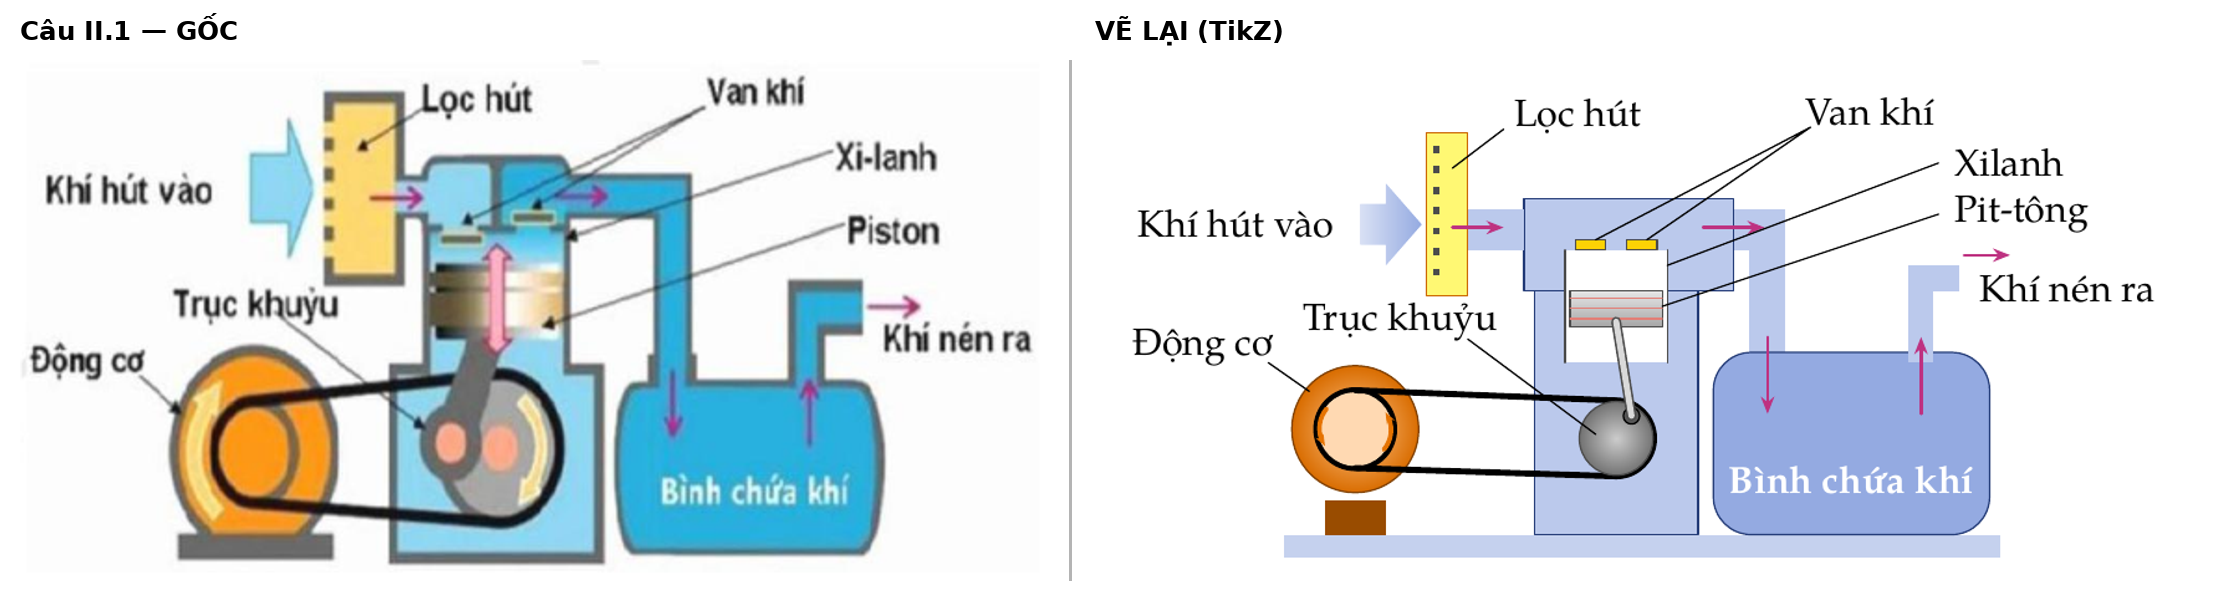 Câu II.1 — GỐC
Lọc hút
Van khí
Xi-lanh
Khí hút vào
Piston
Trục khuỷu
Khí nén ra
Động cơ
Bình chứa khí
VẼ LẠI (TikZ)
Lọc hút
Van khí
Xilanh
Pit-tông
Khí hút vào
Khí nén ra
Trục khuỷu
Động cơ
Bình chứa khí